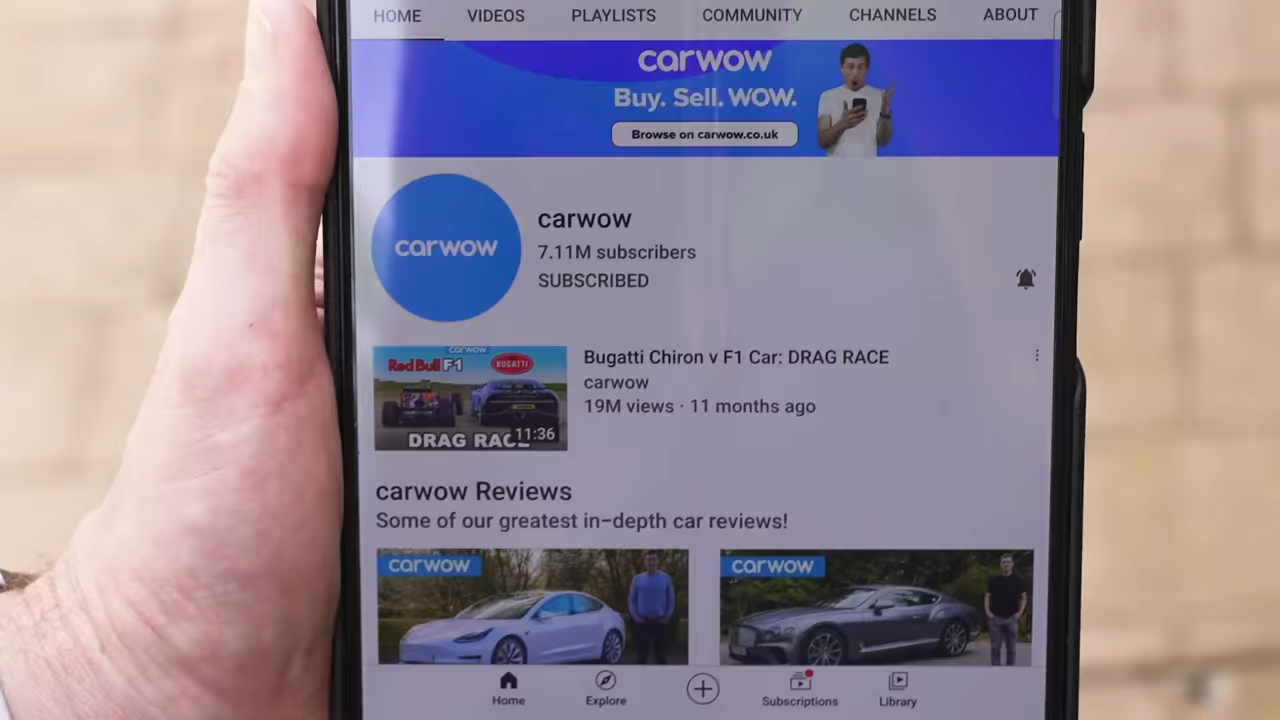 HOME VIDEOS PLAYLISTS COMMUNITY CHANNELS ABOUT
carwow
Buy. Sell. WOW.
Browse on carwow.co.uk
carwow
carwow
7.11M subscribers
SUBSCRIBED
carwow
Red Bull F1
BUGATTI
DRAG RACE
11:36
Bugatti Chiron v F1 Car: DRAG RACE
carwow
19M views · 11 months ago
carwow Reviews
Some of our greatest in-depth car reviews!
carwow
carwow
Home Explore Subscriptions Library